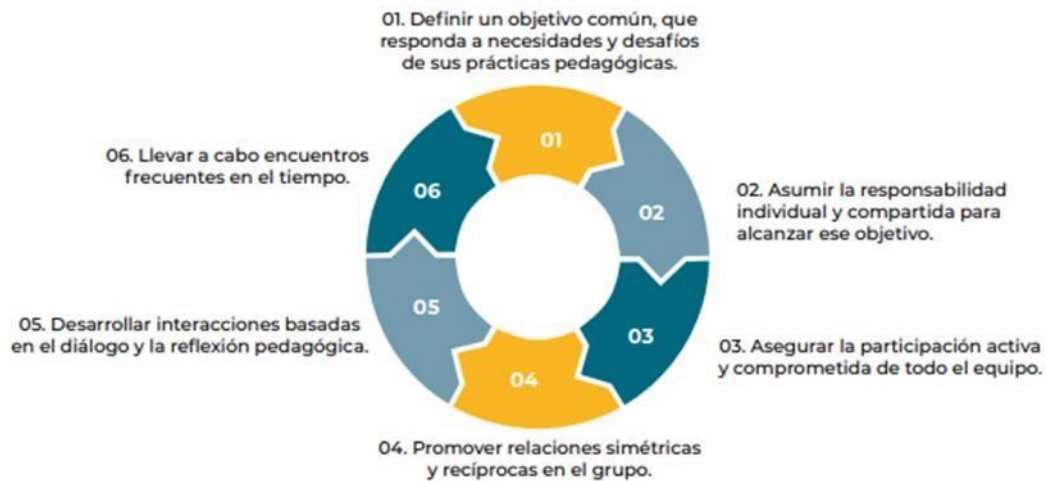 01. Definir un objetivo común, que
responda a necesidades y desafíos
de sus prácticas pedagógicas.
01
02
02. Asumir la responsabilidad
individual y compartida para
alcanzar ese objetivo.
03
03. Asegurar la participación activa
y comprometida de todo el equipo.
04
04. Promover relaciones simétricas
y recíprocas en el grupo.
05
05. Desarrollar interacciones basadas
en el diálogo y la reflexión pedagógica.
06
06. Llevar a cabo encuentros
frecuentes en el tiempo.